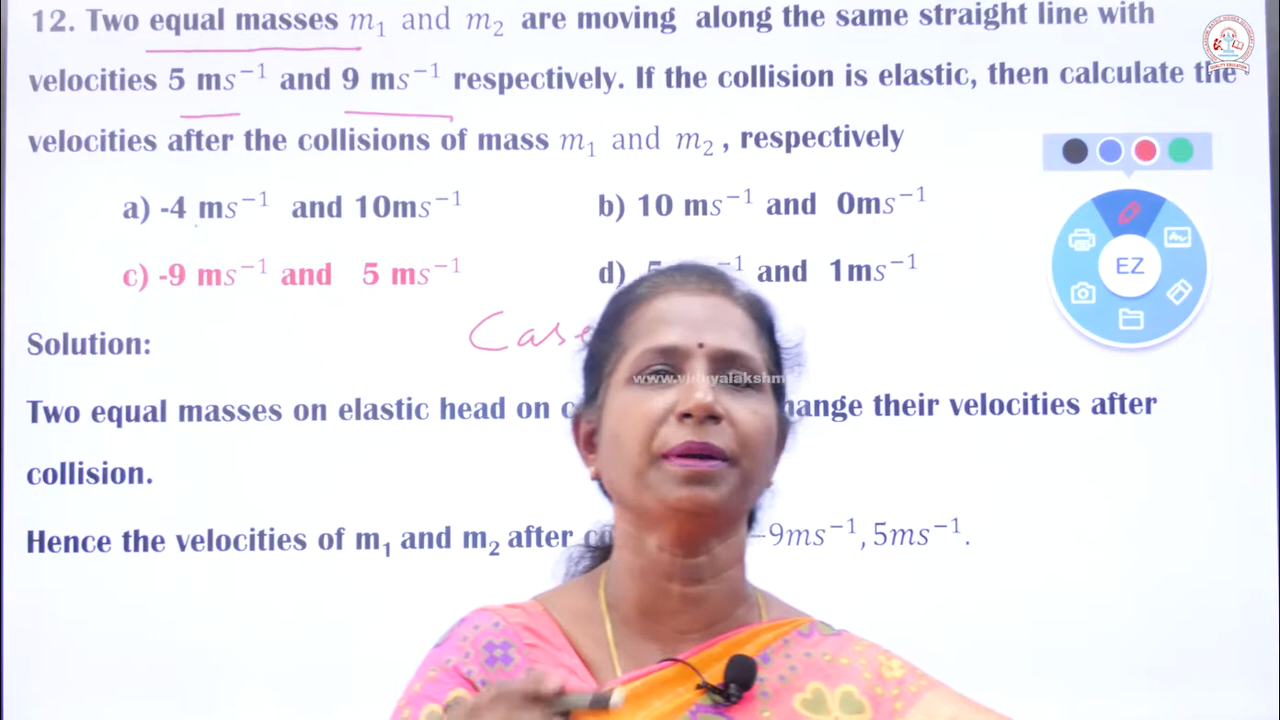 12. Two equal masses m₁ and m₂ are moving along the same straight line with
velocities 5 ms⁻¹ and 9 ms⁻¹ respectively. If the collision is elastic, then calculate the
velocities after the collisions of mass m₁ and m₂ , respectively
a) -4 ms⁻¹ and 10ms⁻¹ b) 10 ms⁻¹ and 0ms⁻¹
c) -9 ms⁻¹ and 5 ms⁻¹ d) ⁻¹ and 1ms⁻¹
EZ
Solution: Case
www.vidhyalakshm
Two equal masses on elastic head on their velocities after
collision.
Hence the velocities of m₁ and m₂ after -9ms⁻¹, 5ms⁻¹.